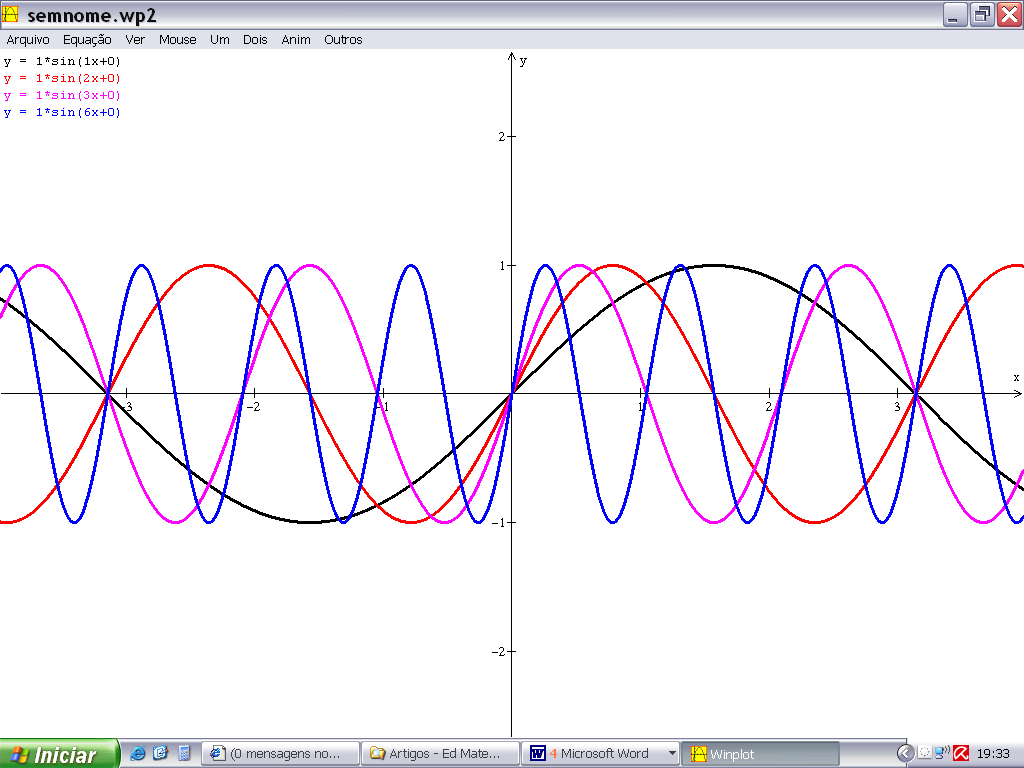 semnome.wp2
Arquivo Equação Ver Mouse Um Dois Anim Outros
y = 1*sin(1x+0)
y = 1*sin(2x+0)
y = 1*sin(3x+0)
y = 1*sin(6x+0)
y
2
1
x
-3 -2 -1 1 2 3
-1
-2
Iniciar (0 mensagens no... Artigos - Ed Mate... 4 Microsoft Word Winplot 19:33